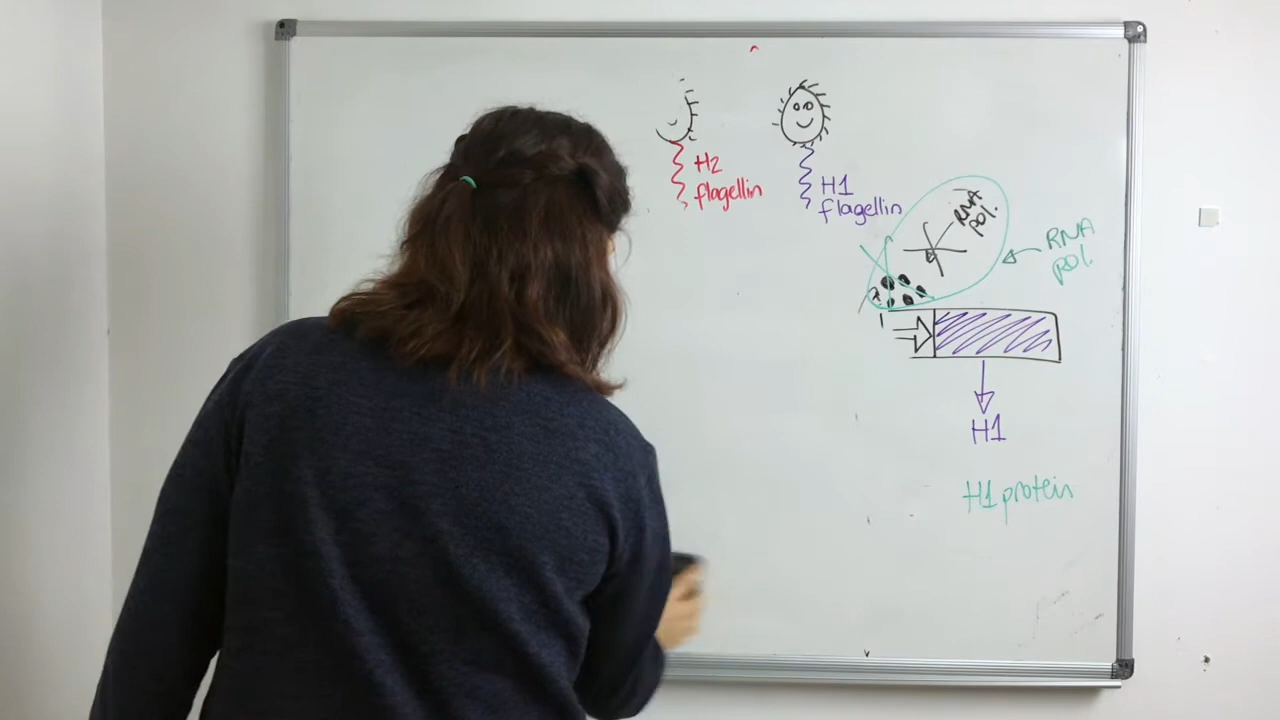 H2
flagellin
H1
flagellin
RNA
pol.
RNA
pol.
H1
H1 protein